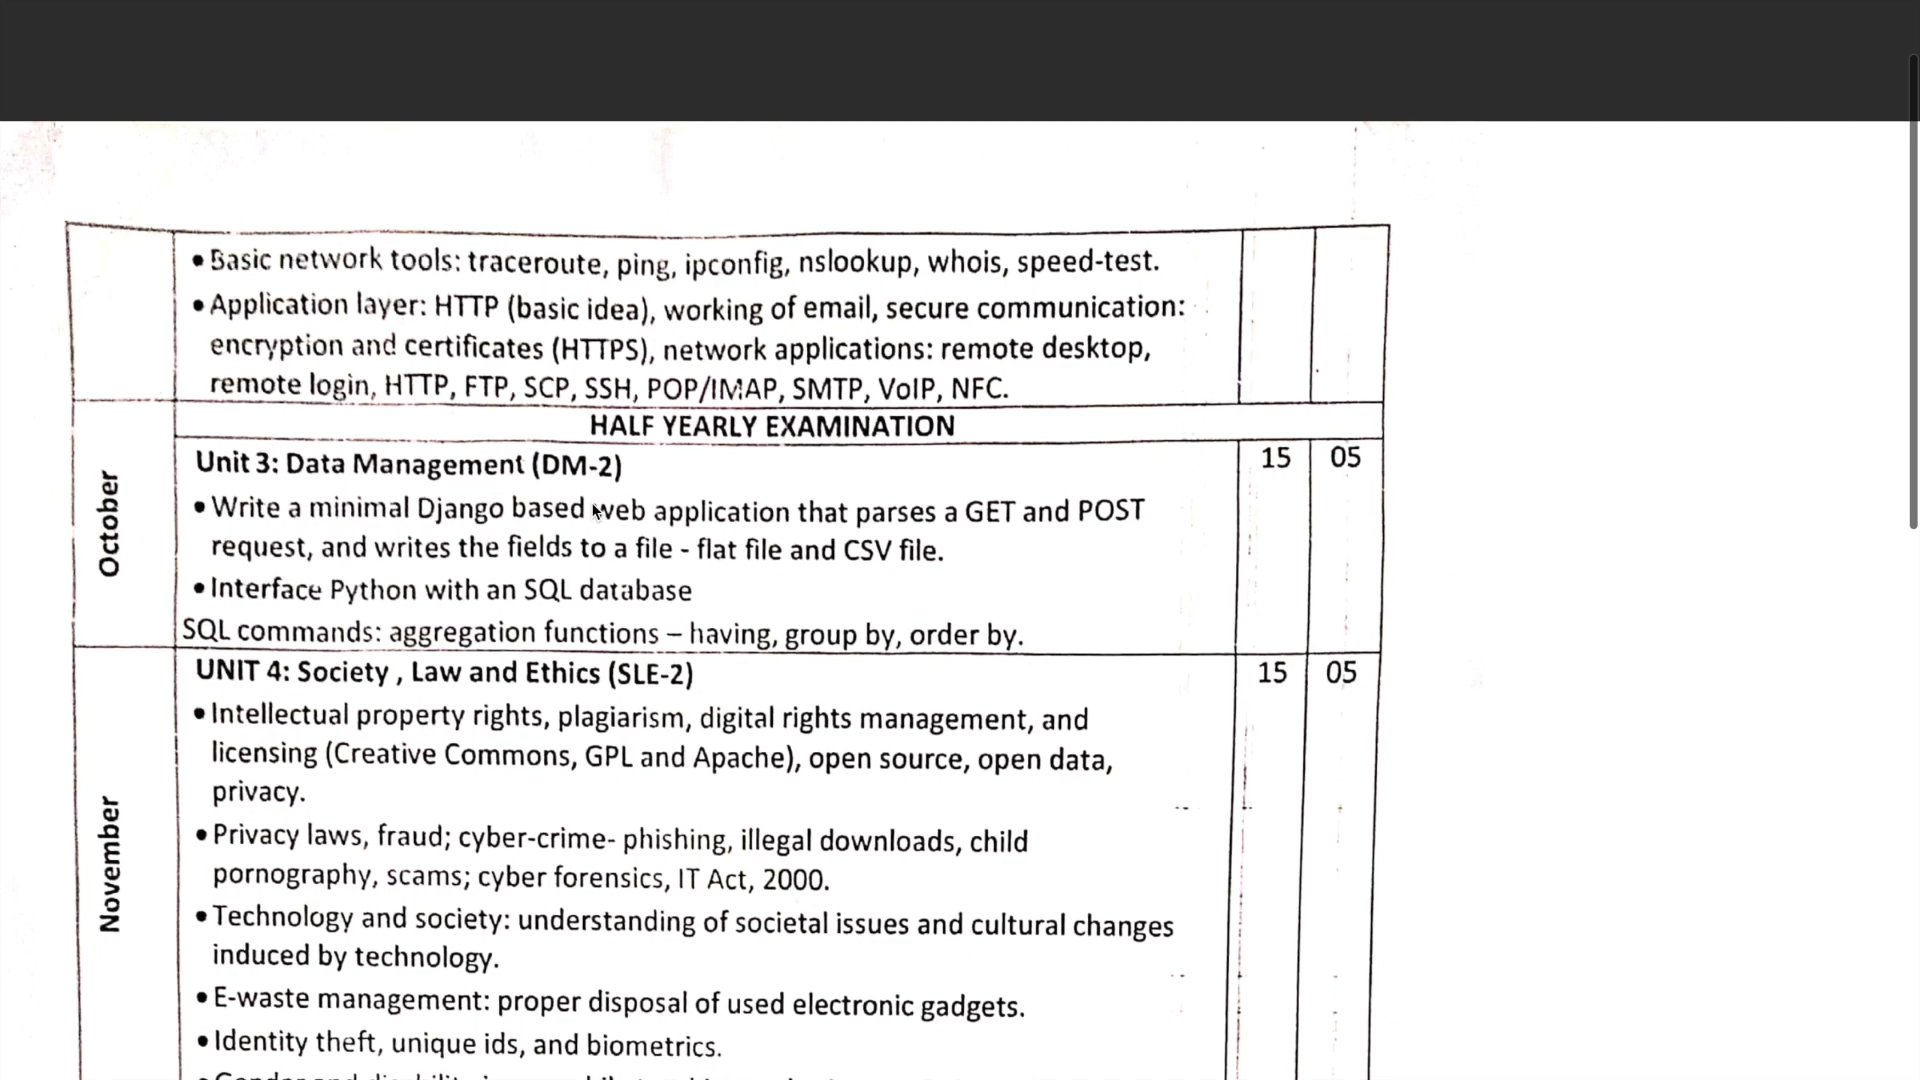 • Basic network tools: traceroute, ping, ipconfig, nslookup, whois, speed-test.
• Application layer: HTTP (basic idea), working of email, secure communication:
encryption and certificates (HTTPS), network applications: remote desktop,
remote login, HTTP, FTP, SCP, SSH, POP/IMAP, SMTP, VoIP, NFC.
HALF YEARLY EXAMINATION
October
Unit 3: Data Management (DM-2) 15 05
• Write a minimal Django based web application that parses a GET and POST
request, and writes the fields to a file - flat file and CSV file.
• Interface Python with an SQL database
SQL commands: aggregation functions – having, group by, order by.
November
UNIT 4: Society , Law and Ethics (SLE-2) 15 05
• Intellectual property rights, plagiarism, digital rights management, and
licensing (Creative Commons, GPL and Apache), open source, open data,
privacy.
• Privacy laws, fraud; cyber-crime- phishing, illegal downloads, child
pornography, scams; cyber forensics, IT Act, 2000.
• Technology and society: understanding of societal issues and cultural changes
induced by technology.
• E-waste management: proper disposal of used electronic gadgets.
• Identity theft, unique ids, and biometrics.